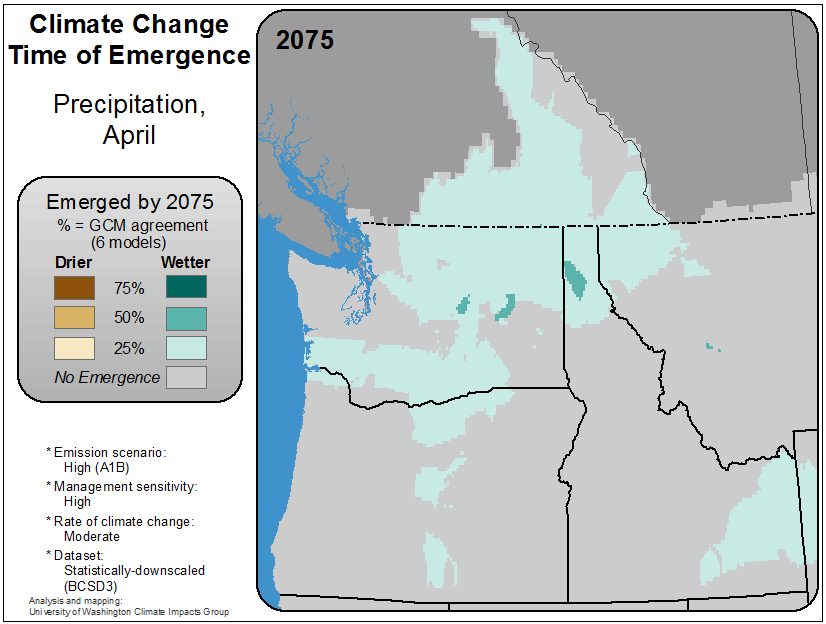 Climate Change
Time of Emergence
Precipitation,
April
2075
Emerged by 2075
% = GCM agreement
(6 models)
Drier Wetter
75%
50%
25%
No Emergence
* Emission scenario:
High (A1B)
* Management sensitivity:
High
* Rate of climate change:
Moderate
* Dataset:
Statistically-downscaled
(BCSD3)
Analysis and mapping:
University of Washington Climate Impacts Group